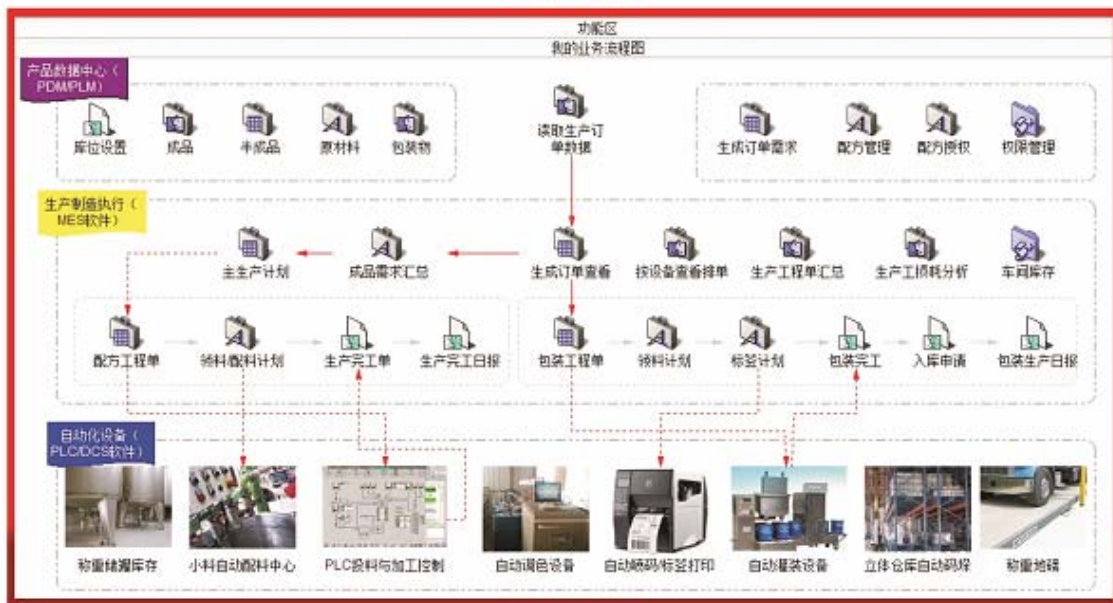 功能区
我的业务流程图
产品数据中心（
PDM/PLM）
库位设置
成品
半成品
原材料
包装物
读取生产订
单数据
生成订单需求
配方管理
配方授权
权限管理
生产制造执行（
MES软件）
主生产计划
成品需求汇总
生成订单查看
按设备查看排单
生产工程单汇总
生产工损耗分析
车间库存
配方工程单
领料/配料计划
生产完工单
生产完工日报
包装工程单
领料计划
标签计划
包装完工
入库申请
包装生产日报
自动化设备（
PLC/DCS软件）
称重储罐库存
小料自动配料中心
PLC投料与加工控制
自动调色设备
自动喷码/标签打印
自动灌装设备
立体仓库自动码垛
称重地磅